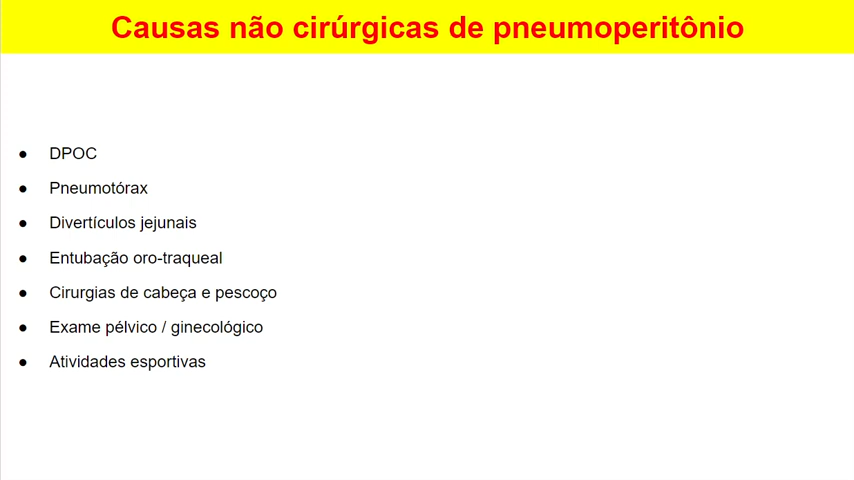 Causas não cirúrgicas de pneumoperitônio
● DPOC
● Pneumotórax
● Divertículos jejunais
● Entubação oro-traqueal
● Cirurgias de cabeça e pescoço
● Exame pélvico / ginecológico
● Atividades esportivas